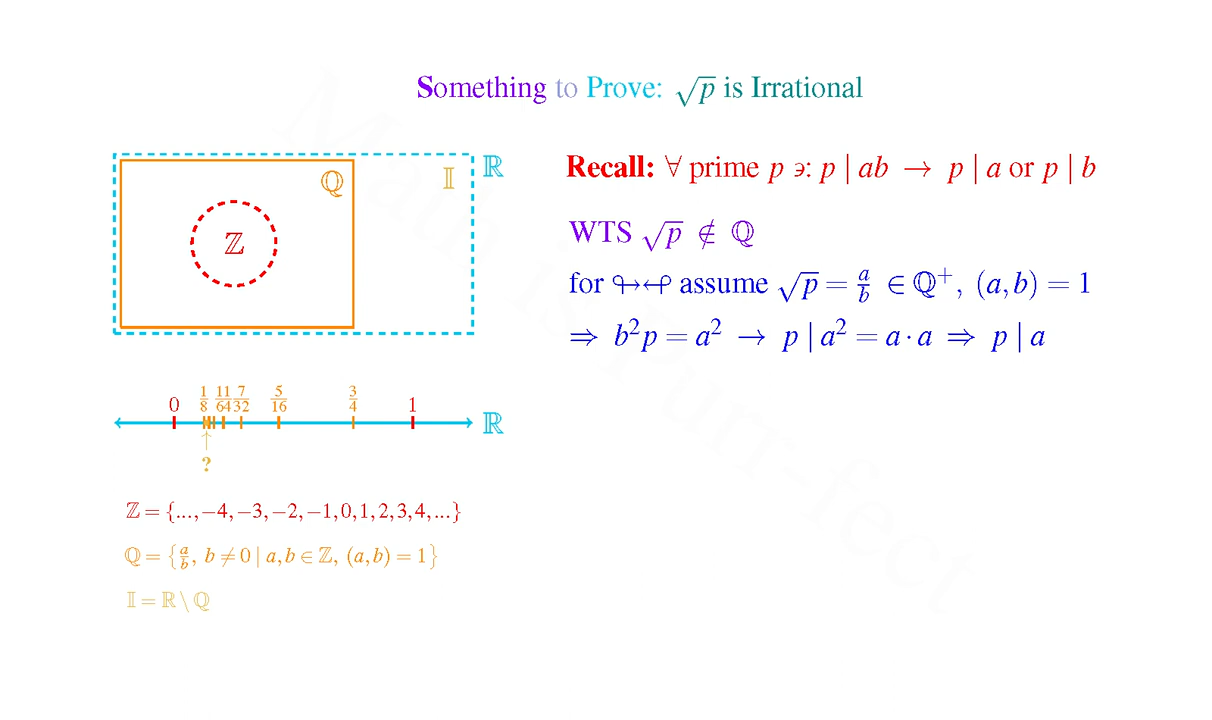 Something to Prove: √p is Irrational
ℚ
𝕀
ℝ
ℤ
0 1/8 11/64 7/32 5/16 3/4 1
ℝ
↑
?
ℤ = {..., −4, −3, −2, −1, 0, 1, 2, 3, 4, ...}
ℚ = {a/b, b ≠ 0 | a, b ∈ ℤ, (a, b) = 1}
𝕀 = ℝ \ ℚ
Recall: ∀ prime p ∍: p | ab → p | a or p | b
WTS √p ∉ ℚ
for ↬↫ assume √p = a/b ∈ ℚ⁺, (a, b) = 1
⇒ b²p = a² → p | a² = a · a ⇒ p | a